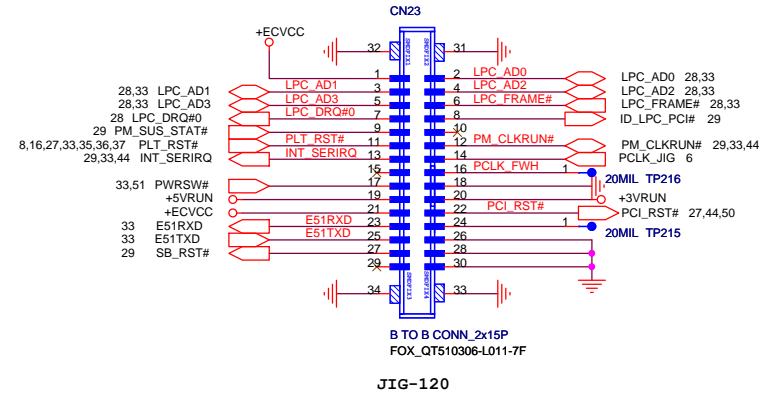 CN23
+ECVCC
32 SMDFIX1 SMDFIX2 31
1 2 LPC_AD0 LPC_AD0 28,33
28,33 LPC_AD1 LPC_AD1 3 4 LPC_AD2 LPC_AD2 28,33
28,33 LPC_AD3 LPC_AD3 5 6 LPC_FRAME# LPC_FRAME# 28,33
28 LPC_DRQ#0 LPC_DRQ#0 7 8 ID_LPC_PCI# 29
29 PM_SUS_STAT# 9 10
8,16,27,33,35,36,37 PLT_RST# PLT_RST# 11 12 PM_CLKRUN# PM_CLKRUN# 29,33,44
29,33,44 INT_SERIRQ INT_SERIRQ 13 14 PCLK_JIG 6
15 16 PCLK_FWH 1 20MIL TP216
33,51 PWRSW# 17 18
+5VRUN 19 20 +3VRUN
+ECVCC 21 22 PCI_RST# PCI_RST# 27,44,50
33 E51RXD E51RXD 23 24 1 20MIL TP215
33 E51TXD E51TXD 25 26
29 SB_RST# 27 28
29 30
34 SMDFIX3 SMDFIX4 33
B TO B CONN_2x15P
FOX_QT510306-L011-7F
JIG-120